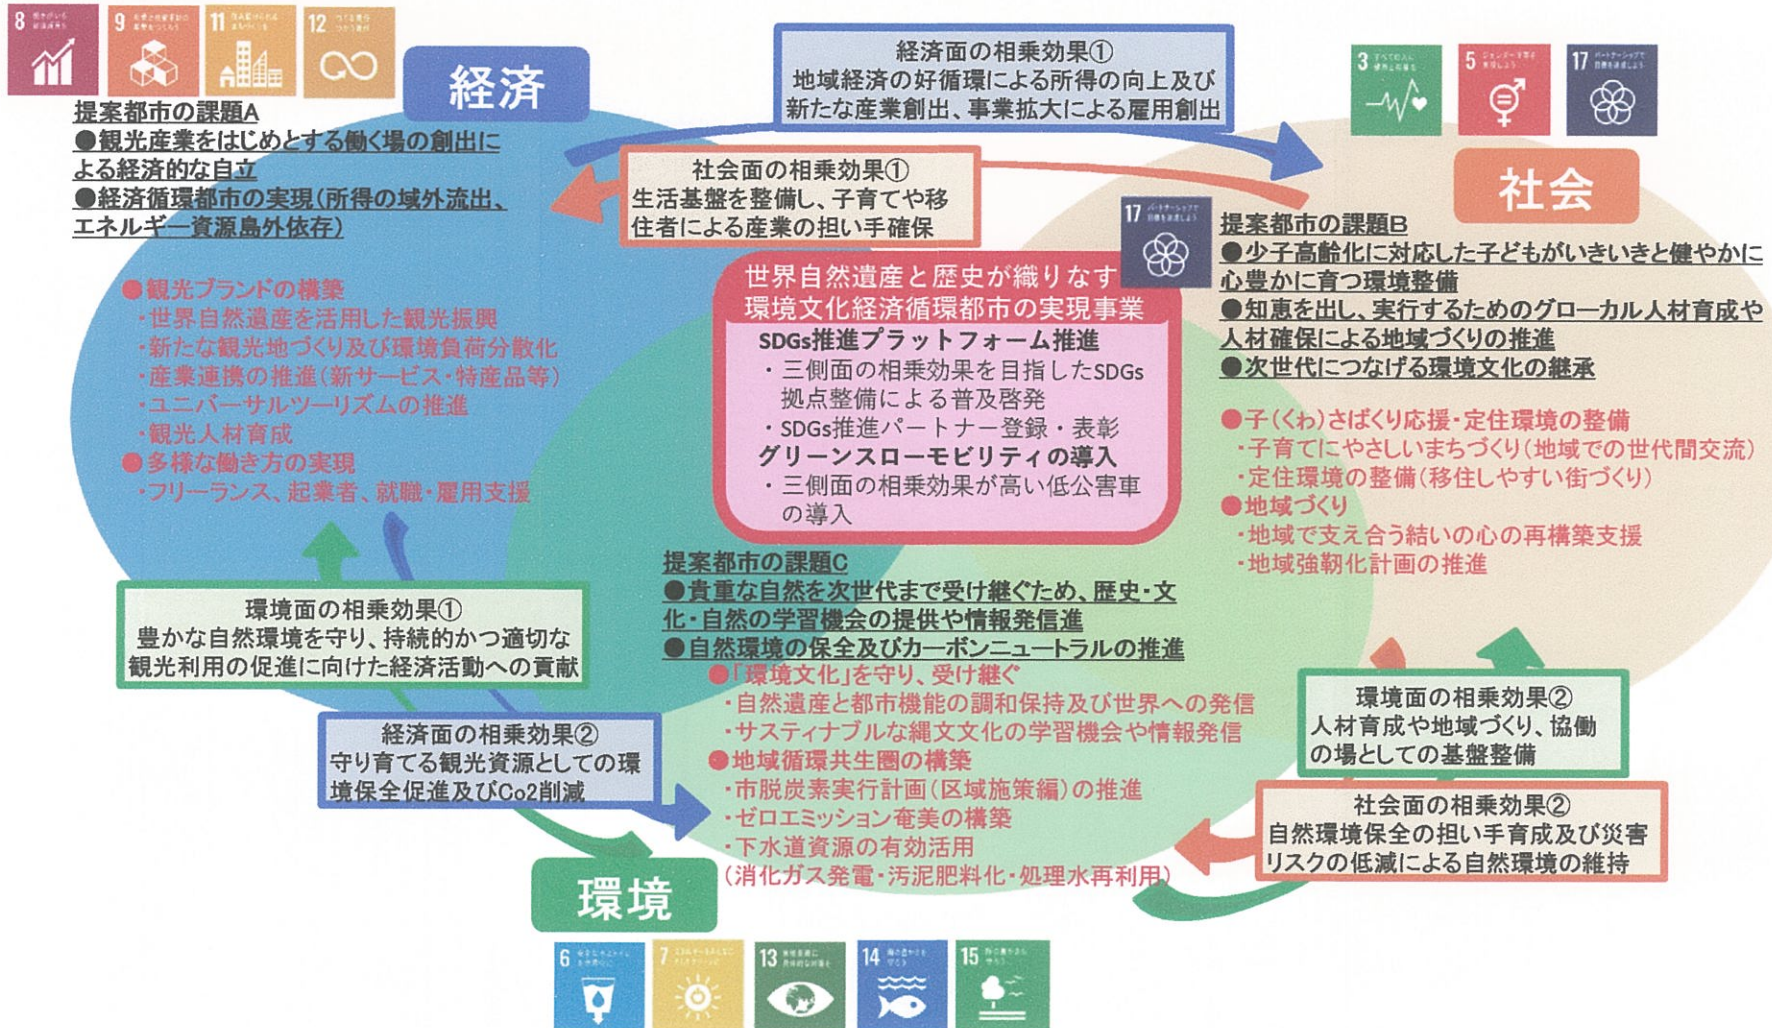 8
9
11
12
経済
提案都市の課題A
●観光産業をはじめとする働く場の創出に
よる経済的な自立
●経済循環都市の実現(所得の域外流出、
エネルギー資源島外依存)
●観光ブランドの構築
・世界自然遺産を活用した観光振興
・新たな観光地づくり及び環境負荷分散化
・産業連携の推進(新サービス・特産品等)
・ユニバーサルツーリズムの推進
・観光人材育成
●多様な働き方の実現
・フリーランス、起業者、就職・雇用支援
経済面の相乗効果①
地域経済の好循環による所得の向上及び
新たな産業創出、事業拡大による雇用創出
社会面の相乗効果①
生活基盤を整備し、子育てや移
住者による産業の担い手確保
3
5
17
社会
17
提案都市の課題B
●少子高齢化に対応した子どもがいきいきと健やかに
心豊かに育つ環境整備
●知恵を出し、実行するためのグローカル人材育成や
人材確保による地域づくりの推進
●次世代につなげる環境文化の継承
●子(くゎ)さばくり応援・定住環境の整備
・子育てにやさしいまちづくり(地域での世代間交流)
・定住環境の整備(移住しやすい街づくり)
●地域づくり
・地域で支え合う結いの心の再構築支援
・地域強靭化計画の推進
世界自然遺産と歴史が織りなす
環境文化経済循環都市の実現事業
SDGs推進プラットフォーム推進
・三側面の相乗効果を目指したSDGs
拠点整備による普及啓発
・SDGs推進パートナー登録・表彰
グリーンスローモビリティの導入
・三側面の相乗効果が高い低公害車
の導入
提案都市の課題C
●貴重な自然を次世代まで受け継ぐため、歴史・文
化・自然の学習機会の提供や情報発信進
●自然環境の保全及びカーボンニュートラルの推進
●「環境文化」を守り、受け継ぐ
・自然遺産と都市機能の調和保持及び世界への発信
・サスティナブルな縄文文化の学習機会や情報発信
●地域循環共生圏の構築
・市脱炭素実行計画(区域施策編)の推進
・ゼロエミッション奄美の構築
・下水道資源の有効活用
(消化ガス発電・汚泥肥料化・処理水再利用)
環境面の相乗効果①
豊かな自然環境を守り、持続的かつ適切な
観光利用の促進に向けた経済活動への貢献
経済面の相乗効果②
守り育てる観光資源としての環
境保全促進及びCo2削減
環境面の相乗効果②
人材育成や地域づくり、協働
の場としての基盤整備
社会面の相乗効果②
自然環境保全の担い手育成及び災害
リスクの低減による自然環境の維持
環境
6
7
13
14
15